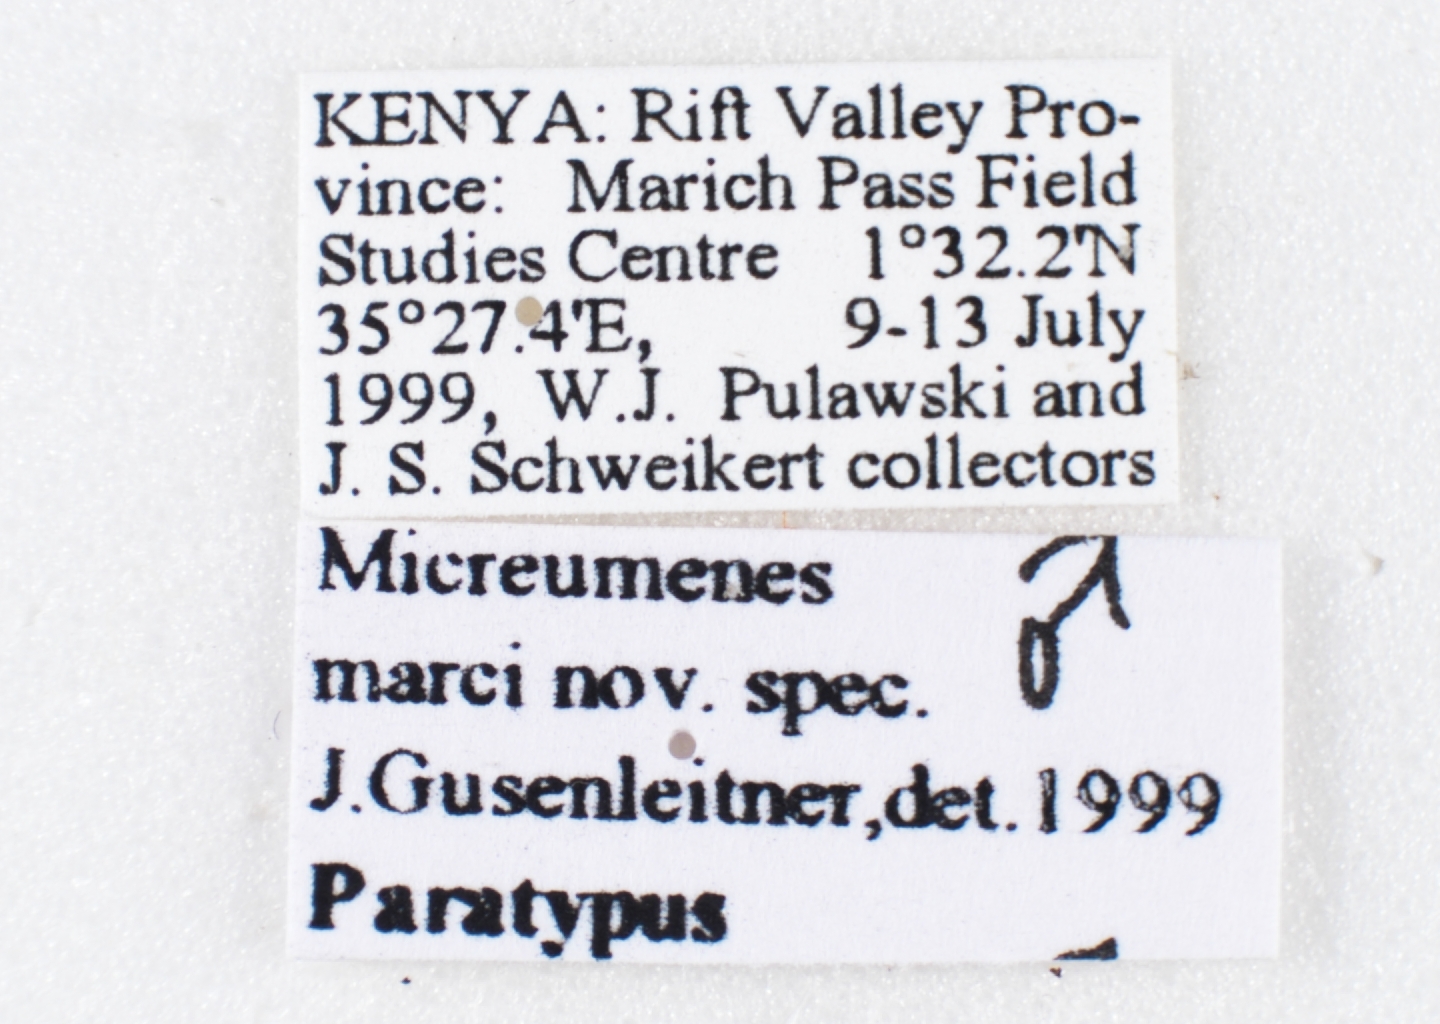 KENYA: Rift Valley Pro-
vince: Marich Pass Field
Studies Centre 1°32.2'N
35°27.4'E, 9-13 July
1999, W.J. Pulawski and
J. S. Schweikert collectors
Micreumenes ♂
marci nov. spec.
J.Gusenleitner,det.1999
Paratypus